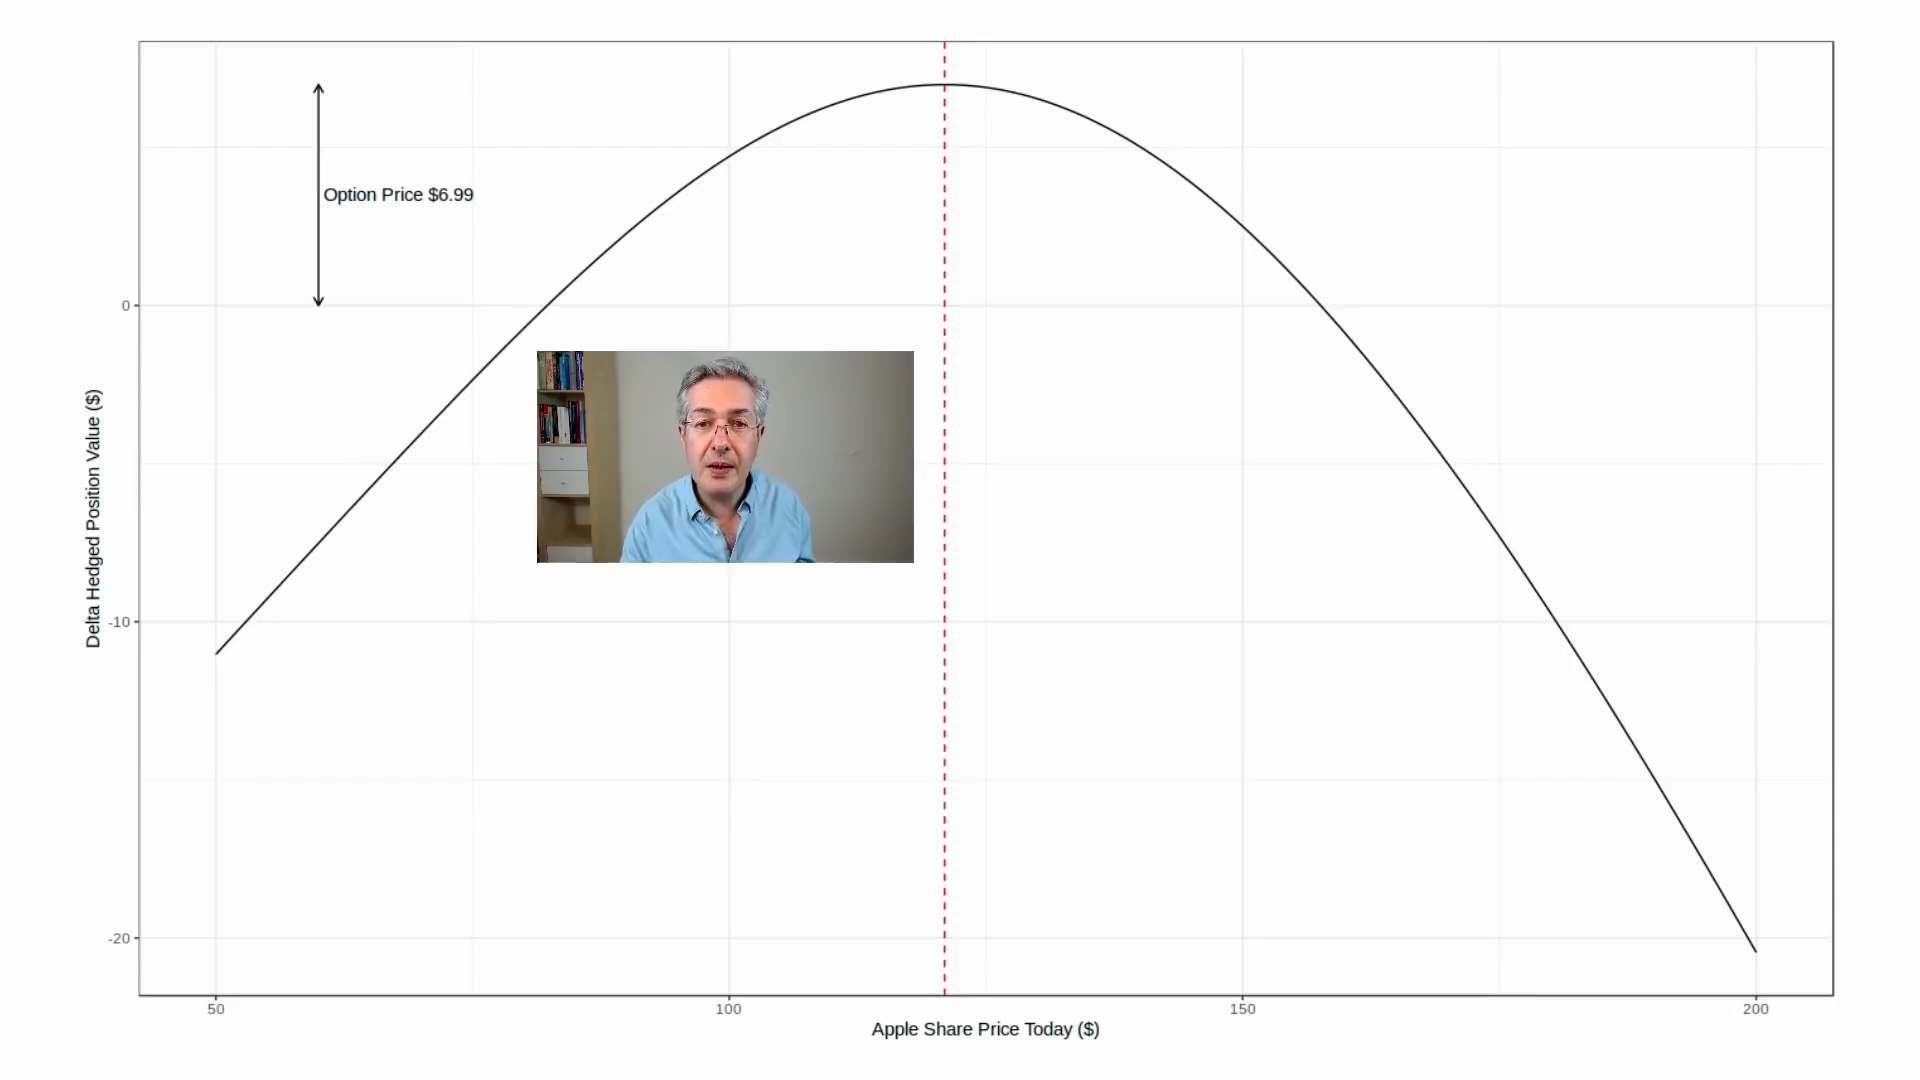 Option Price $6.99
Delta Hedged Position Value ($)
0
-10
-20
50
100
150
200
Apple Share Price Today ($)